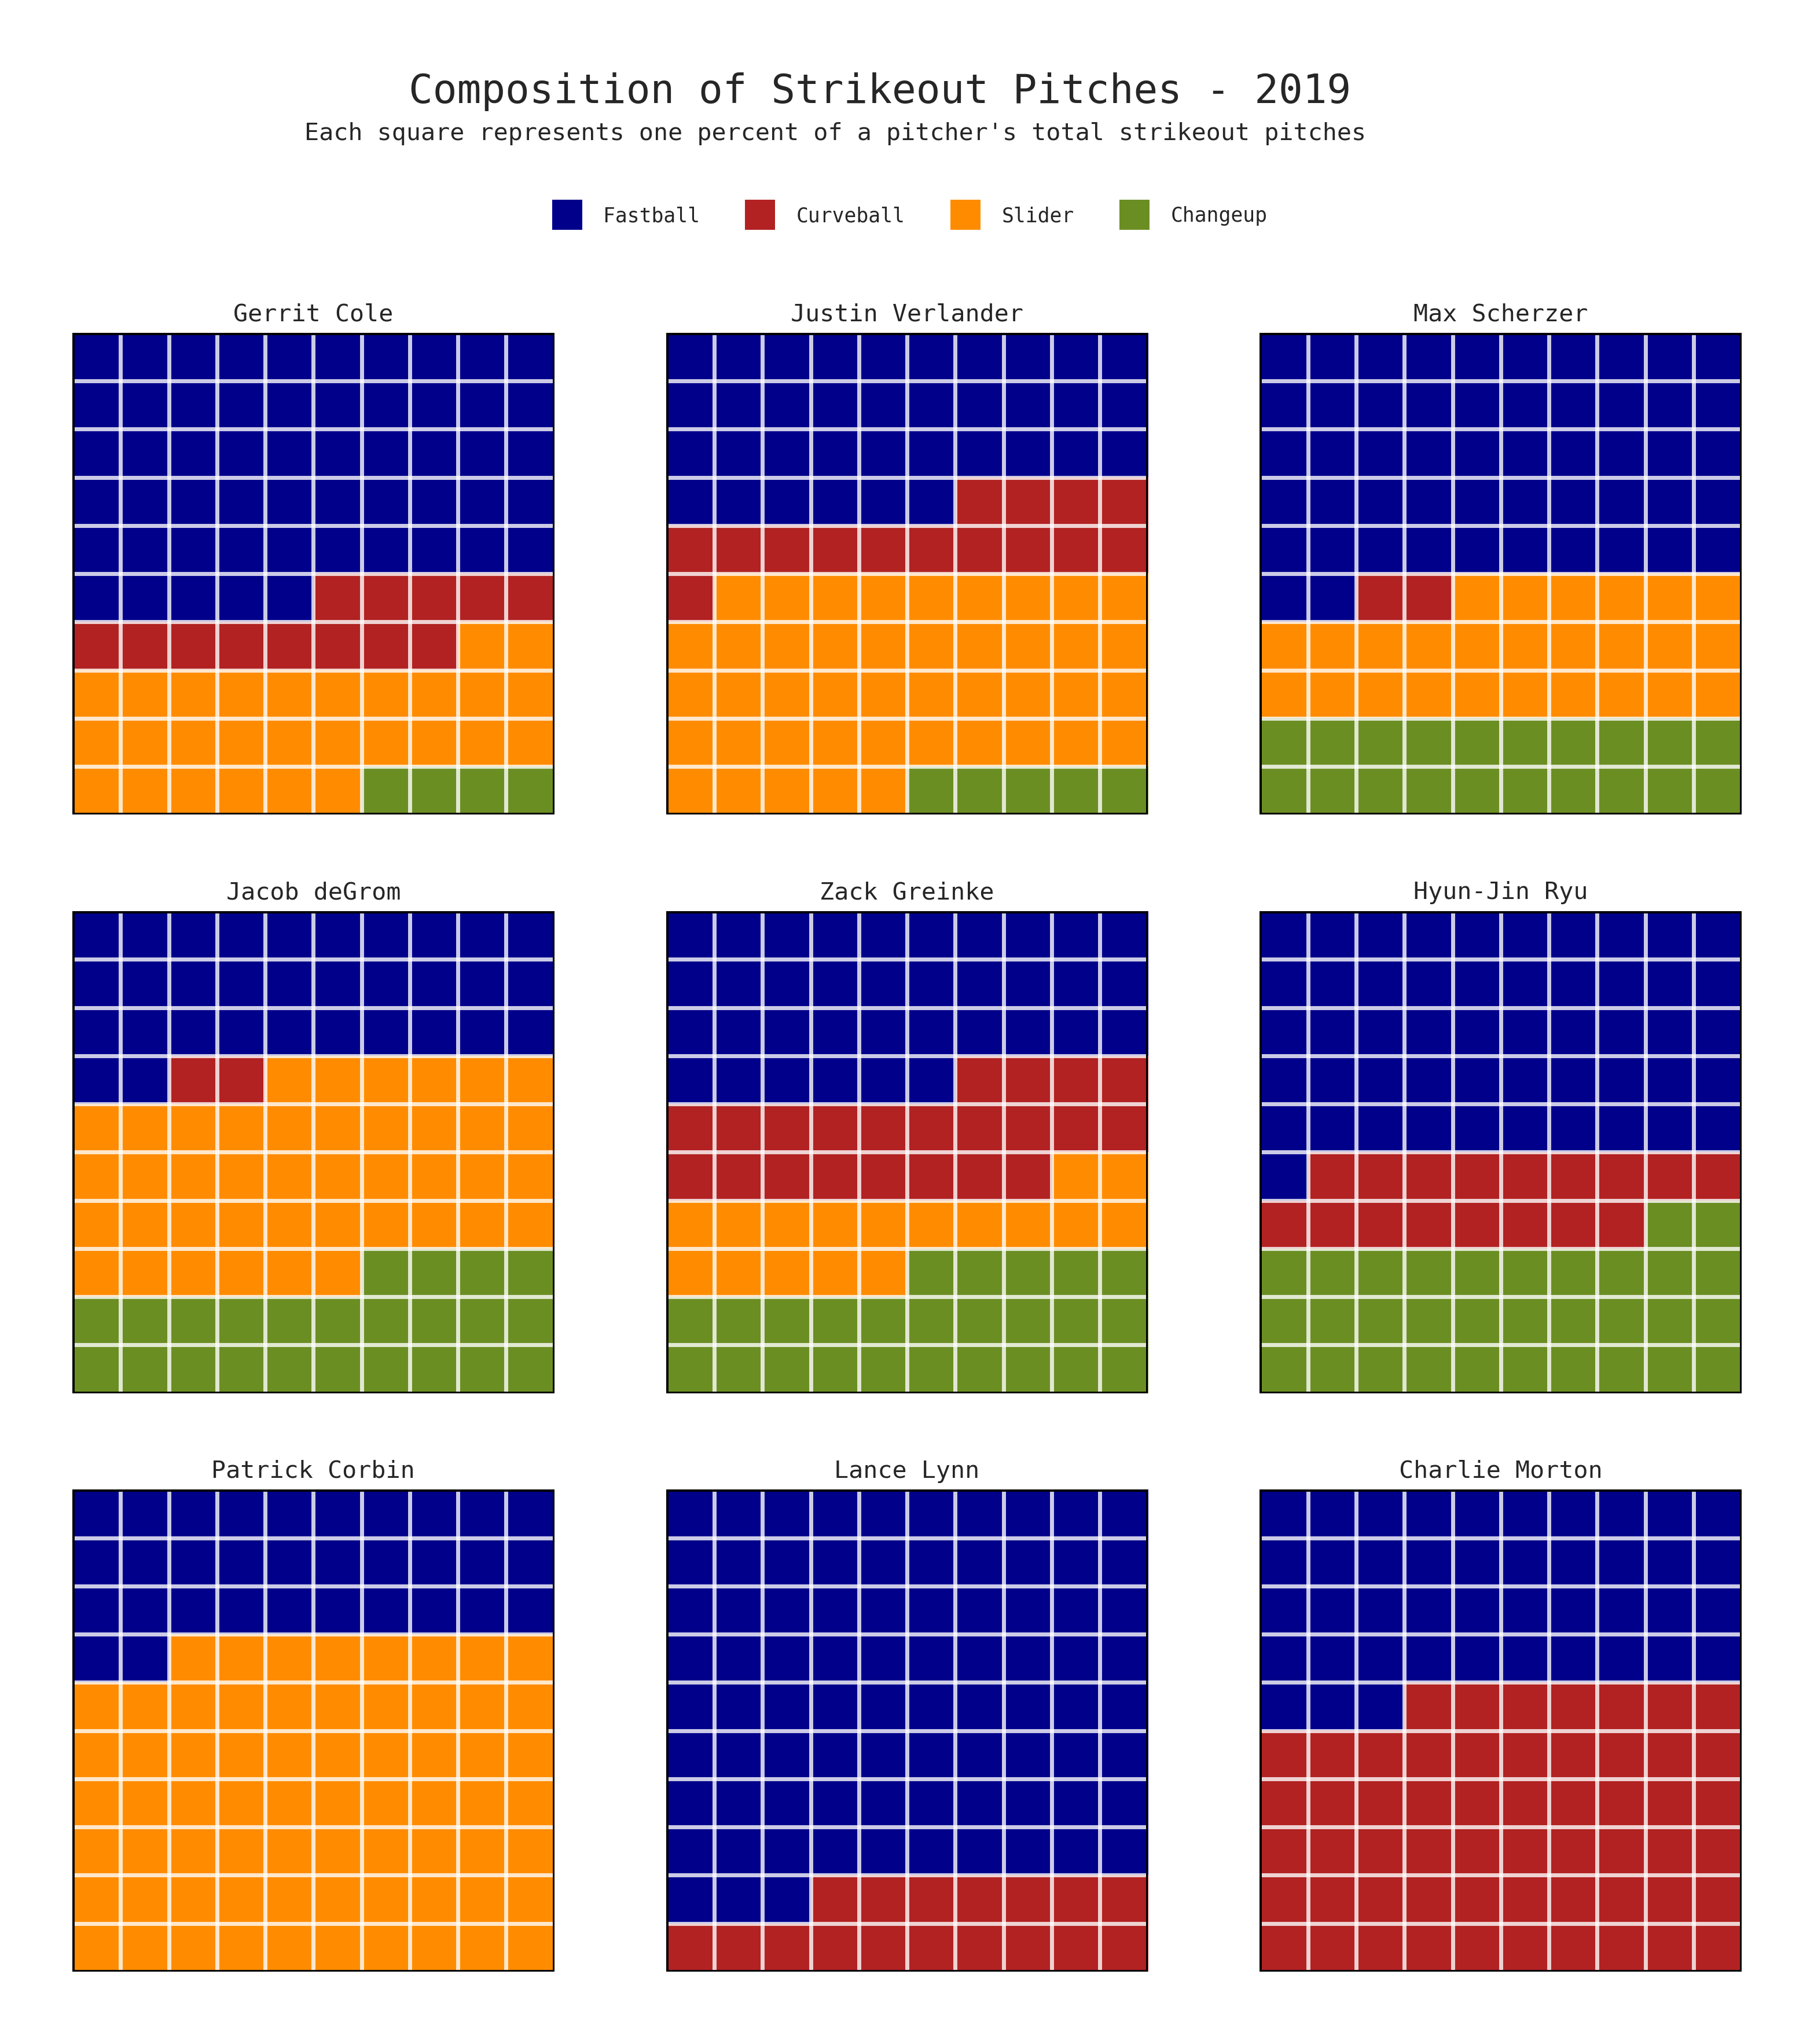 Composition of Strikeout Pitches - 2019
Each square represents one percent of a pitcher's total strikeout pitches
Fastball Curveball Slider Changeup
Gerrit Cole
Justin Verlander
Max Scherzer
Jacob deGrom
Zack Greinke
Hyun-Jin Ryu
Patrick Corbin
Lance Lynn
Charlie Morton